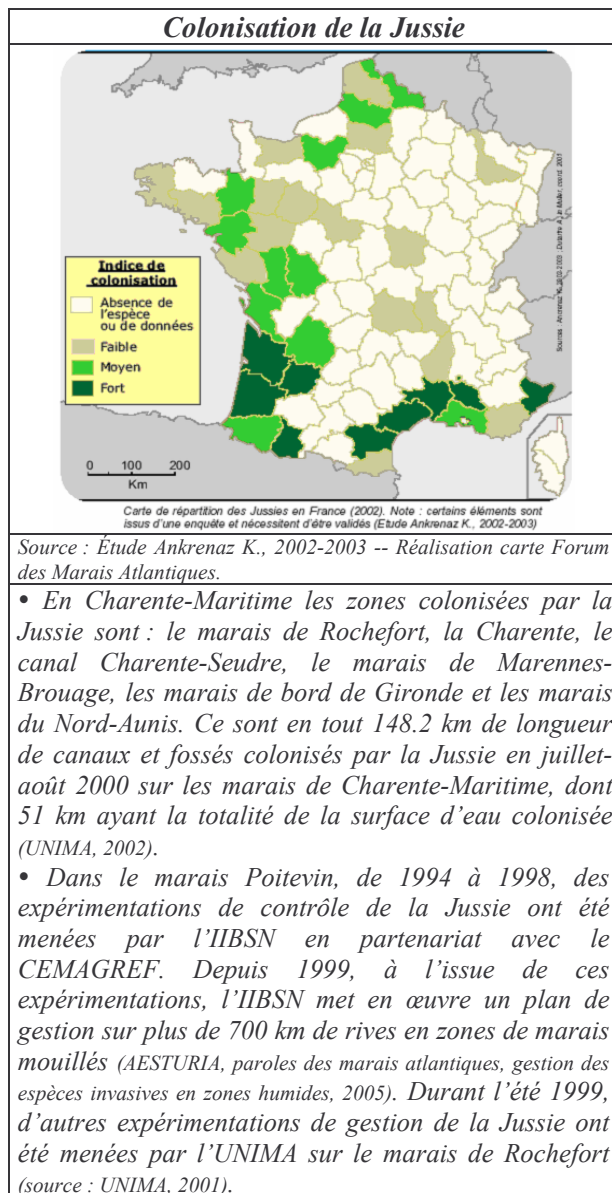 Colonisation de la Jussie
Indice de
colonisation
Absence de
l'espèce
ou de données
Faible
Moyen
Fort
0 100 200
Km
Carte de répartition des Jussies en France (2002). Note : certains éléments sont
issus d'une enquête et nécessitent d'être validés (Etude Ankrenaz K., 2002-2003)
Source : Étude Ankrenaz K., 2002-2003 -- Réalisation carte Forum
des Marais Atlantiques.
• En Charente-Maritime les zones colonisées par la
Jussie sont : le marais de Rochefort, la Charente, le
canal Charente-Seudre, le marais de Marennes-
Brouage, les marais de bord de Gironde et les marais
du Nord-Aunis. Ce sont en tout 148.2 km de longueur
de canaux et fossés colonisés par la Jussie en juillet-
août 2000 sur les marais de Charente-Maritime, dont
51 km ayant la totalité de la surface d'eau colonisée
(UNIMA, 2002).
• Dans le marais Poitevin, de 1994 à 1998, des
expérimentations de contrôle de la Jussie ont été
menées par l'IIBSN en partenariat avec le
CEMAGREF. Depuis 1999, à l'issue de ces
expérimentations, l'IIBSN met en œuvre un plan de
gestion sur plus de 700 km de rives en zones de marais
mouillés (AESTURIA, paroles des marais atlantiques, gestion des
espèces invasives en zones humides, 2005). Durant l'été 1999,
d'autres expérimentations de gestion de la Jussie ont
été menées par l'UNIMA sur le marais de Rochefort
(source : UNIMA, 2001).